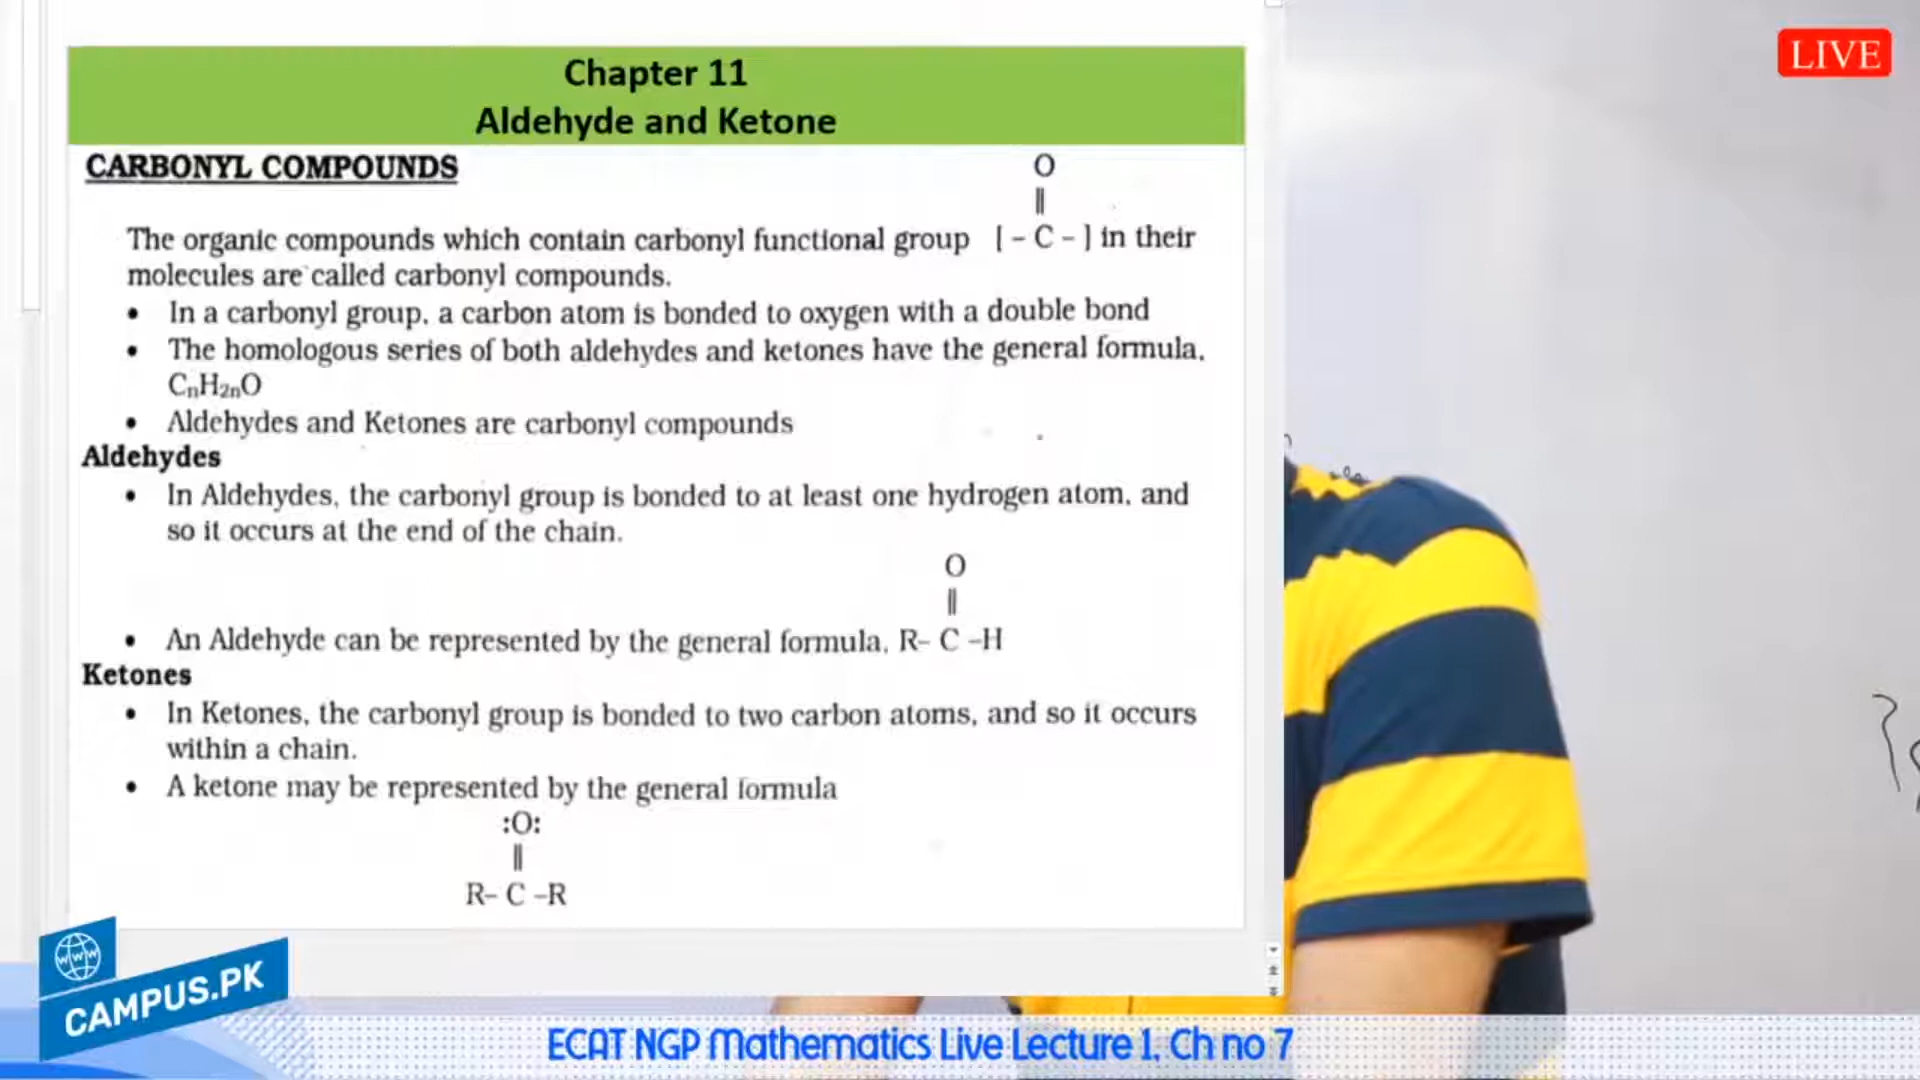 LIVE
Chapter 11
Aldehyde and Ketone
CARBONYL COMPOUNDS
O
||
The organic compounds which contain carbonyl functional group [ – C – ] in their
molecules are called carbonyl compounds.
• In a carbonyl group, a carbon atom is bonded to oxygen with a double bond
• The homologous series of both aldehydes and ketones have the general formula,
CnH2nO
• Aldehydes and Ketones are carbonyl compounds
Aldehydes
• In Aldehydes, the carbonyl group is bonded to at least one hydrogen atom, and
so it occurs at the end of the chain.
O
||
• An Aldehyde can be represented by the general formula, R– C –H
Ketones
• In Ketones, the carbonyl group is bonded to two carbon atoms, and so it occurs
within a chain.
• A ketone may be represented by the general formula
:O:
||
R– C –R
www
CAMPUS.PK
ECAT NGP Mathematics Live Lecture 1, Ch no 7